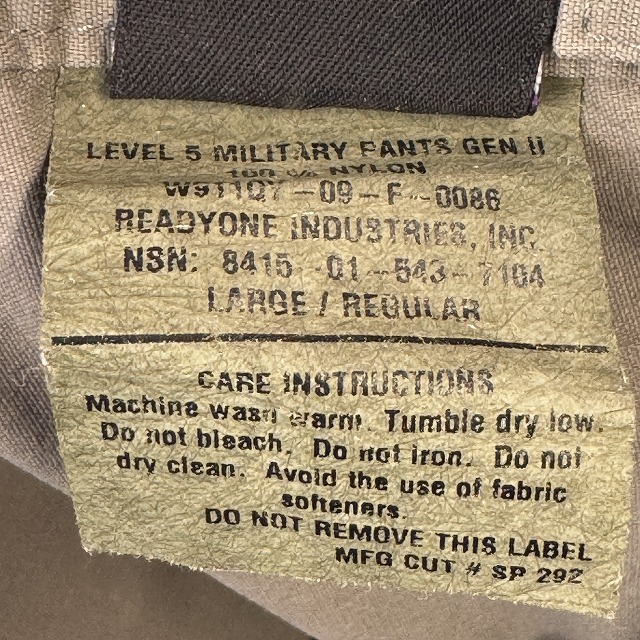 LEVEL 5 MILITARY PANTS GEN II
100 % NYLON
W911QY-09-F-0086
READYONE INDUSTRIES, INC.
NSN: 8415-01-543-7104
LARGE / REGULAR
CARE INSTRUCTIONS
Machine wash warm. Tumble dry low.
Do not bleach. Do not iron. Do not
dry clean. Avoid the use of fabric
softeners.
DO NOT REMOVE THIS LABEL
MFG CUT # SP 292